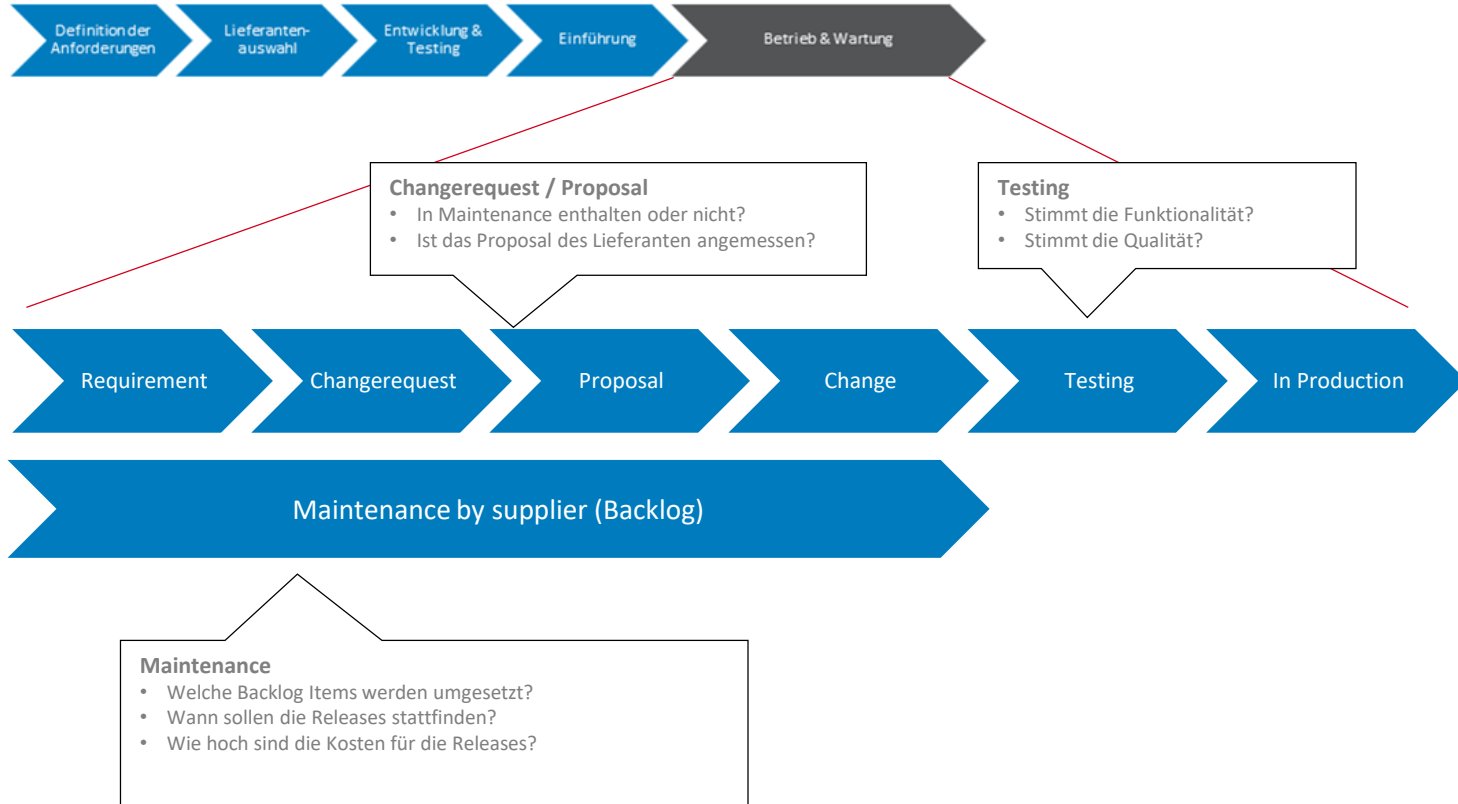 Definition der
Anforderungen
Lieferanten-
auswahl
Entwicklung &
Testing
Einführung
Betrieb & Wartung
Changerequest / Proposal
• In Maintenance enthalten oder nicht?
• Ist das Proposal des Lieferanten angemessen?
Testing
• Stimmt die Funktionalität?
• Stimmt die Qualität?
Requirement
Changerequest
Proposal
Change
Testing
In Production
Maintenance by supplier (Backlog)
Maintenance
• Welche Backlog Items werden umgesetzt?
• Wann sollen die Releases stattfinden?
• Wie hoch sind die Kosten für die Releases?